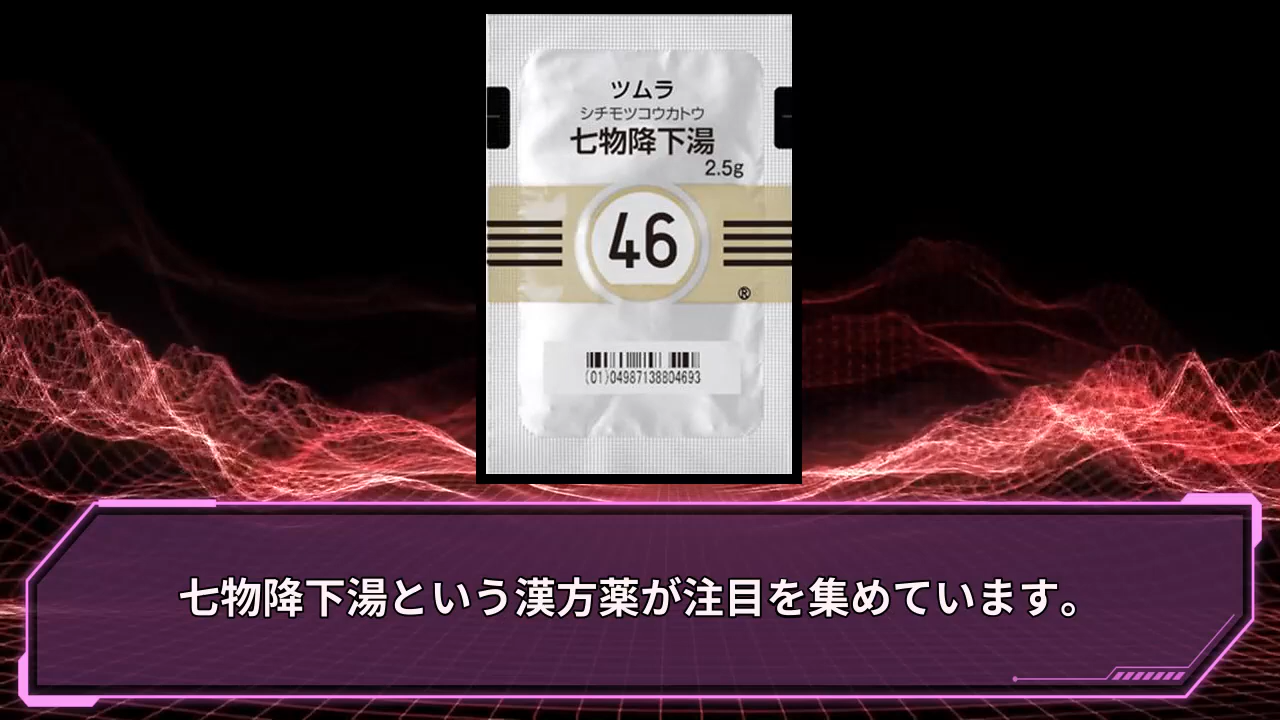 ツムラ
シチモツコウカトウ
七物降下湯
2.5g
46
®
(01)04987138804693
七物降下湯という漢方薬が注目を集めています。